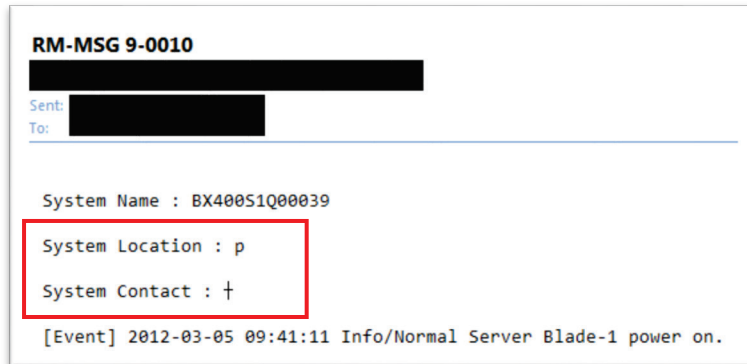 RM-MSG 9-0010
Sent:
To:
System Name : BX400S1Q00039
System Location : p
System Contact : ┼
[Event] 2012-03-05 09:41:11 Info/Normal Server Blade-1 power on.